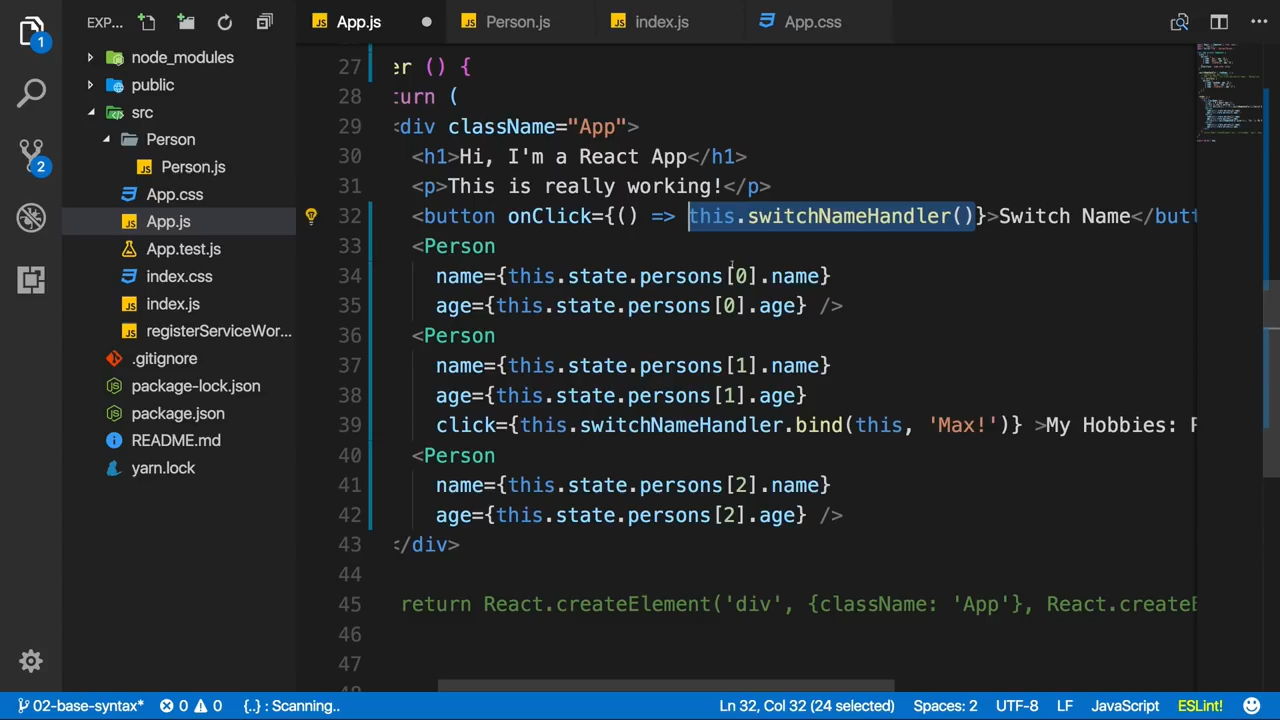 EXP...
App.js
Person.js
index.js
App.css
1
2
node_modules
public
src
Person
JS Person.js
App.css
JS App.js
App.test.js
index.css
JS index.js
JS registerServiceWor...
.gitignore
package-lock.json
package.json
README.md
yarn.lock
27 er () {
28 turn (
29 <div className="App">
30 <h1>Hi, I'm a React App</h1>
31 <p>This is really working!</p>
32 <button onClick={() => this.switchNameHandler()}>Switch Name</butt
33 <Person
34 name={this.state.persons[0].name}
35 age={this.state.persons[0].age} />
36 <Person
37 name={this.state.persons[1].name}
38 age={this.state.persons[1].age}
39 click={this.switchNameHandler.bind(this, 'Max!')} >My Hobbies: R
40 <Person
41 name={this.state.persons[2].name}
42 age={this.state.persons[2].age} />
43 </div>
44
45 return React.createElement('div', {className: 'App'}, React.createE
46
47
02-base-syntax* 0 0 {..} : Scanning.. Ln 32, Col 32 (24 selected) Spaces: 2 UTF-8 LF JavaScript ESLint!